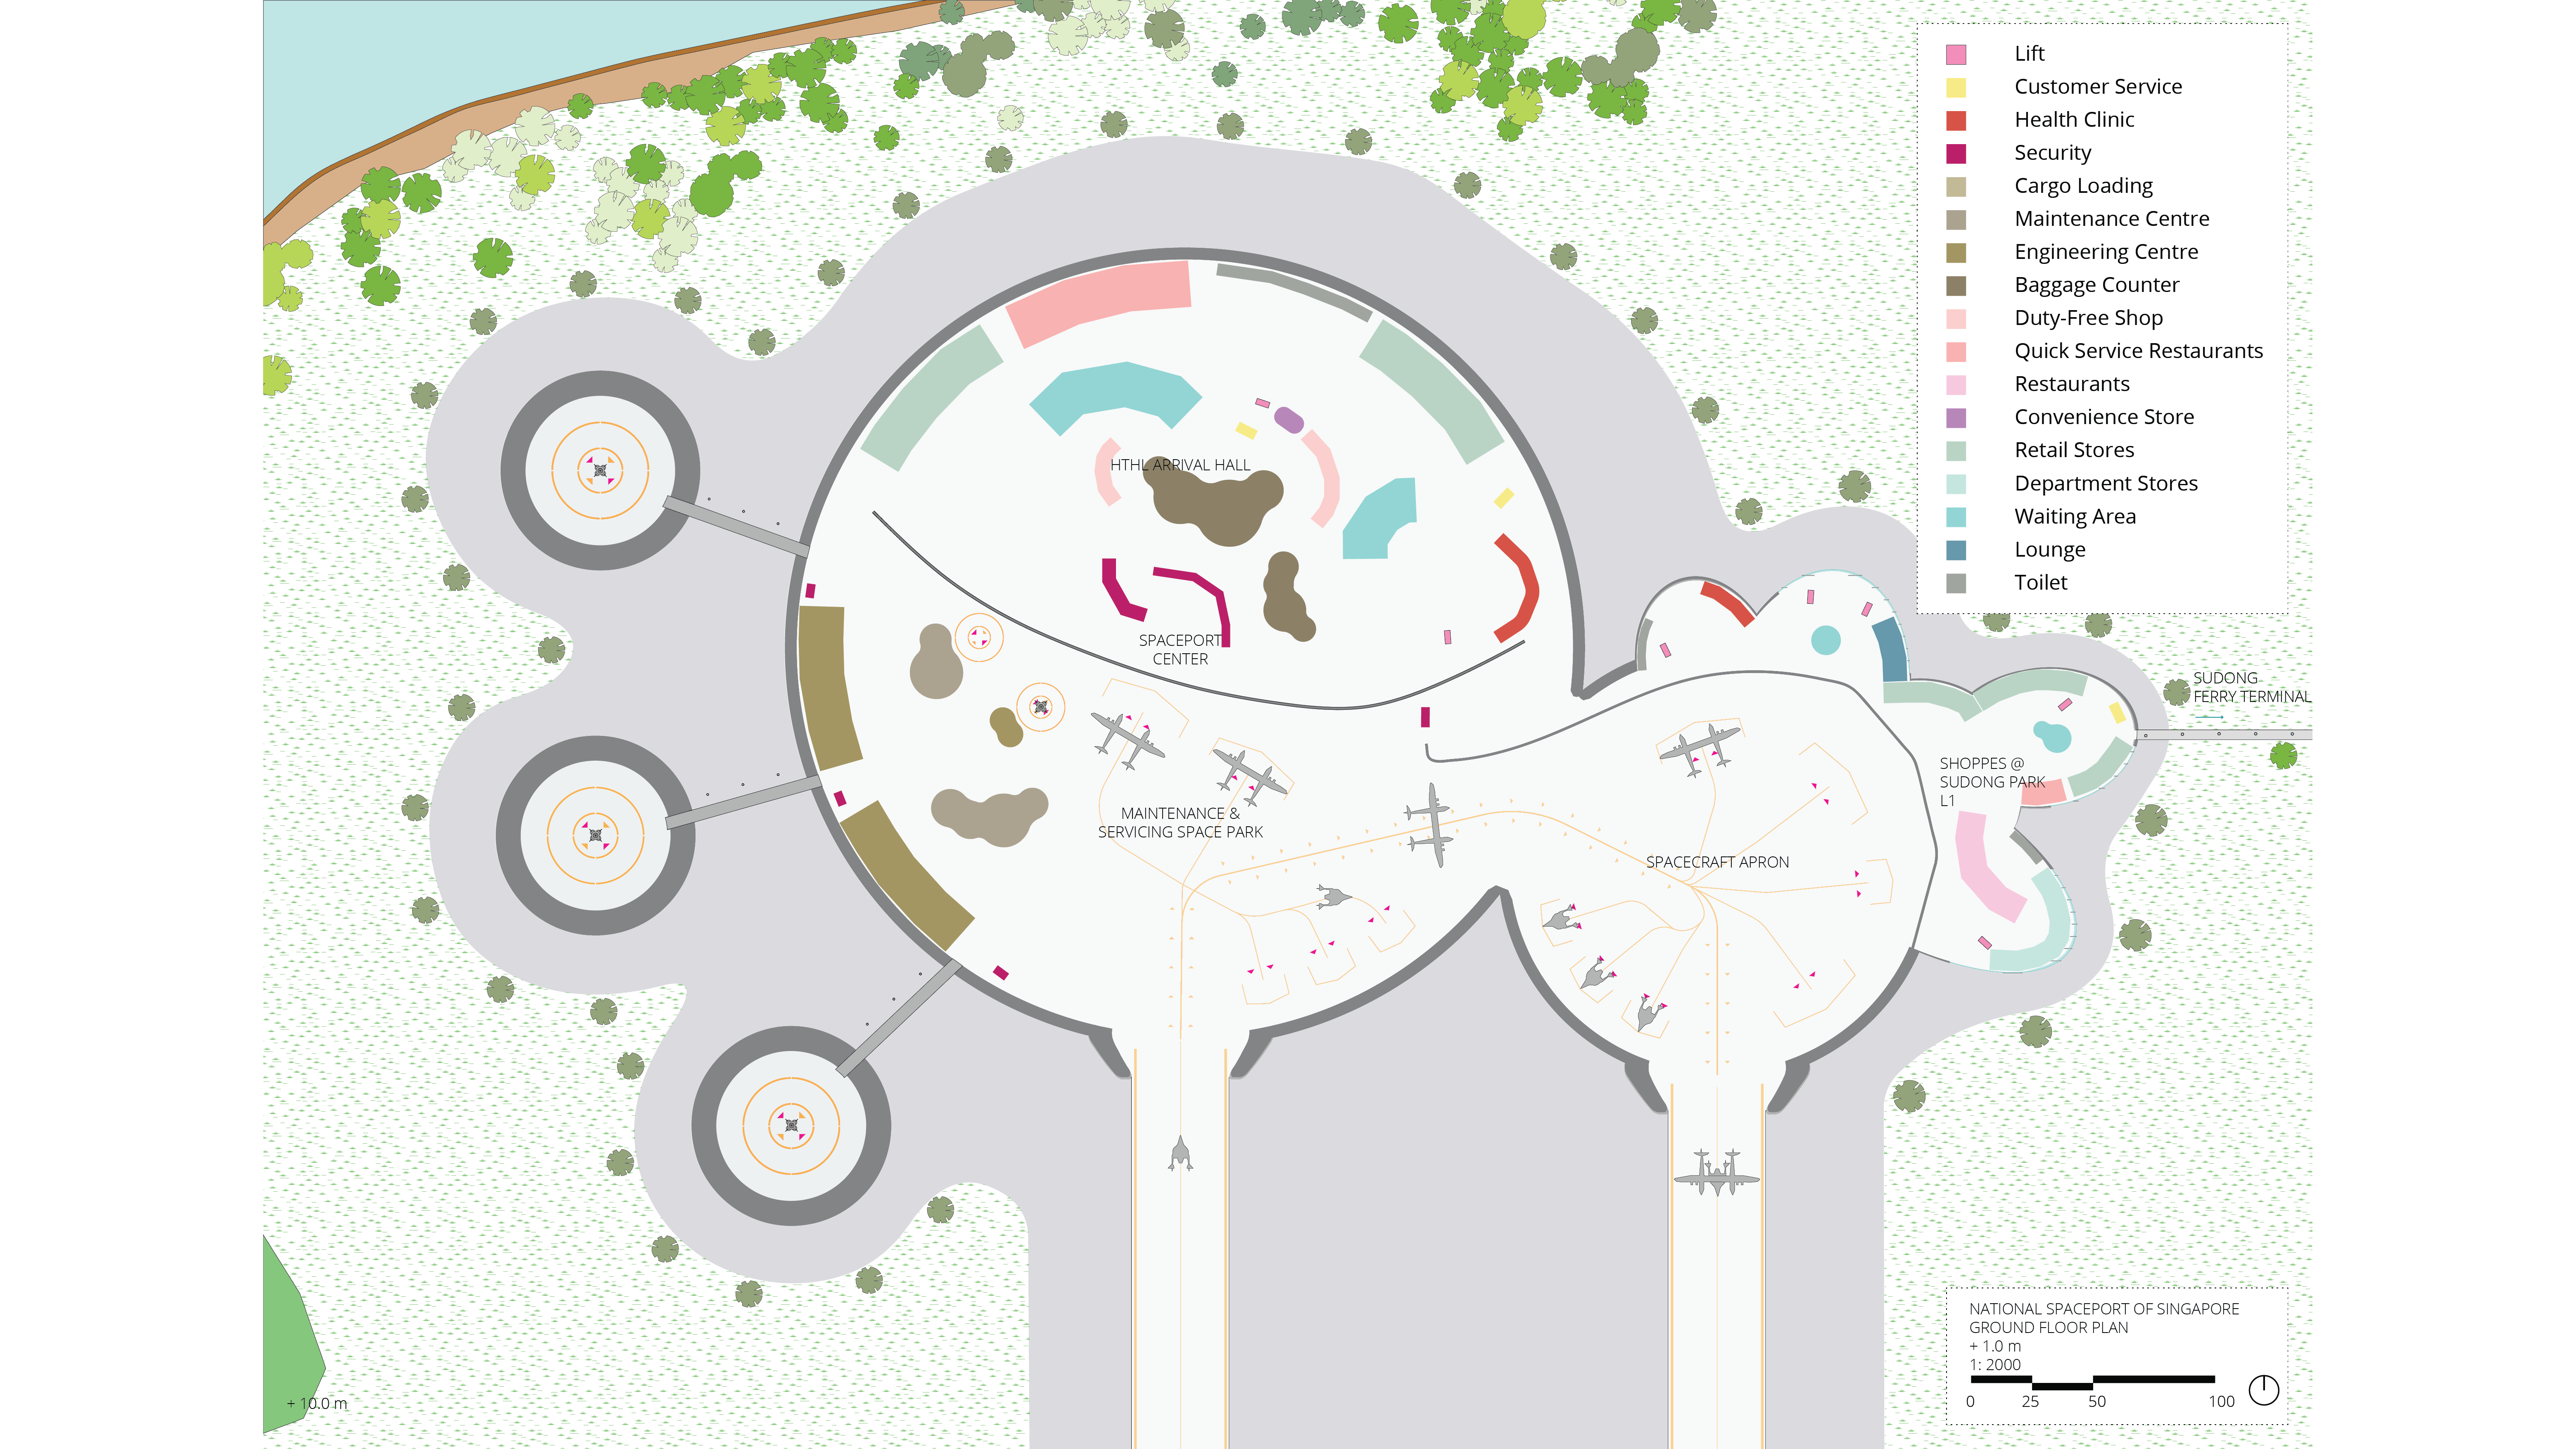 Lift
Customer Service
Health Clinic
Security
Cargo Loading
Maintenance Centre
Engineering Centre
Baggage Counter
Duty-Free Shop
Quick Service Restaurants
Restaurants
Convenience Store
Retail Stores
Department Stores
Waiting Area
Lounge
Toilet
HTHL ARRIVAL HALL
SPACEPORT
CENTER
SUDONG
FERRY TERMINAL
SHOPPES @
SUDONG PARK
L1
MAINTENANCE &
SERVICING SPACE PARK
SPACECRAFT APRON
NATIONAL SPACEPORT OF SINGAPORE
GROUND FLOOR PLAN
+ 1.0 m
1: 2000
0 25 50 100
+ 10.0 m